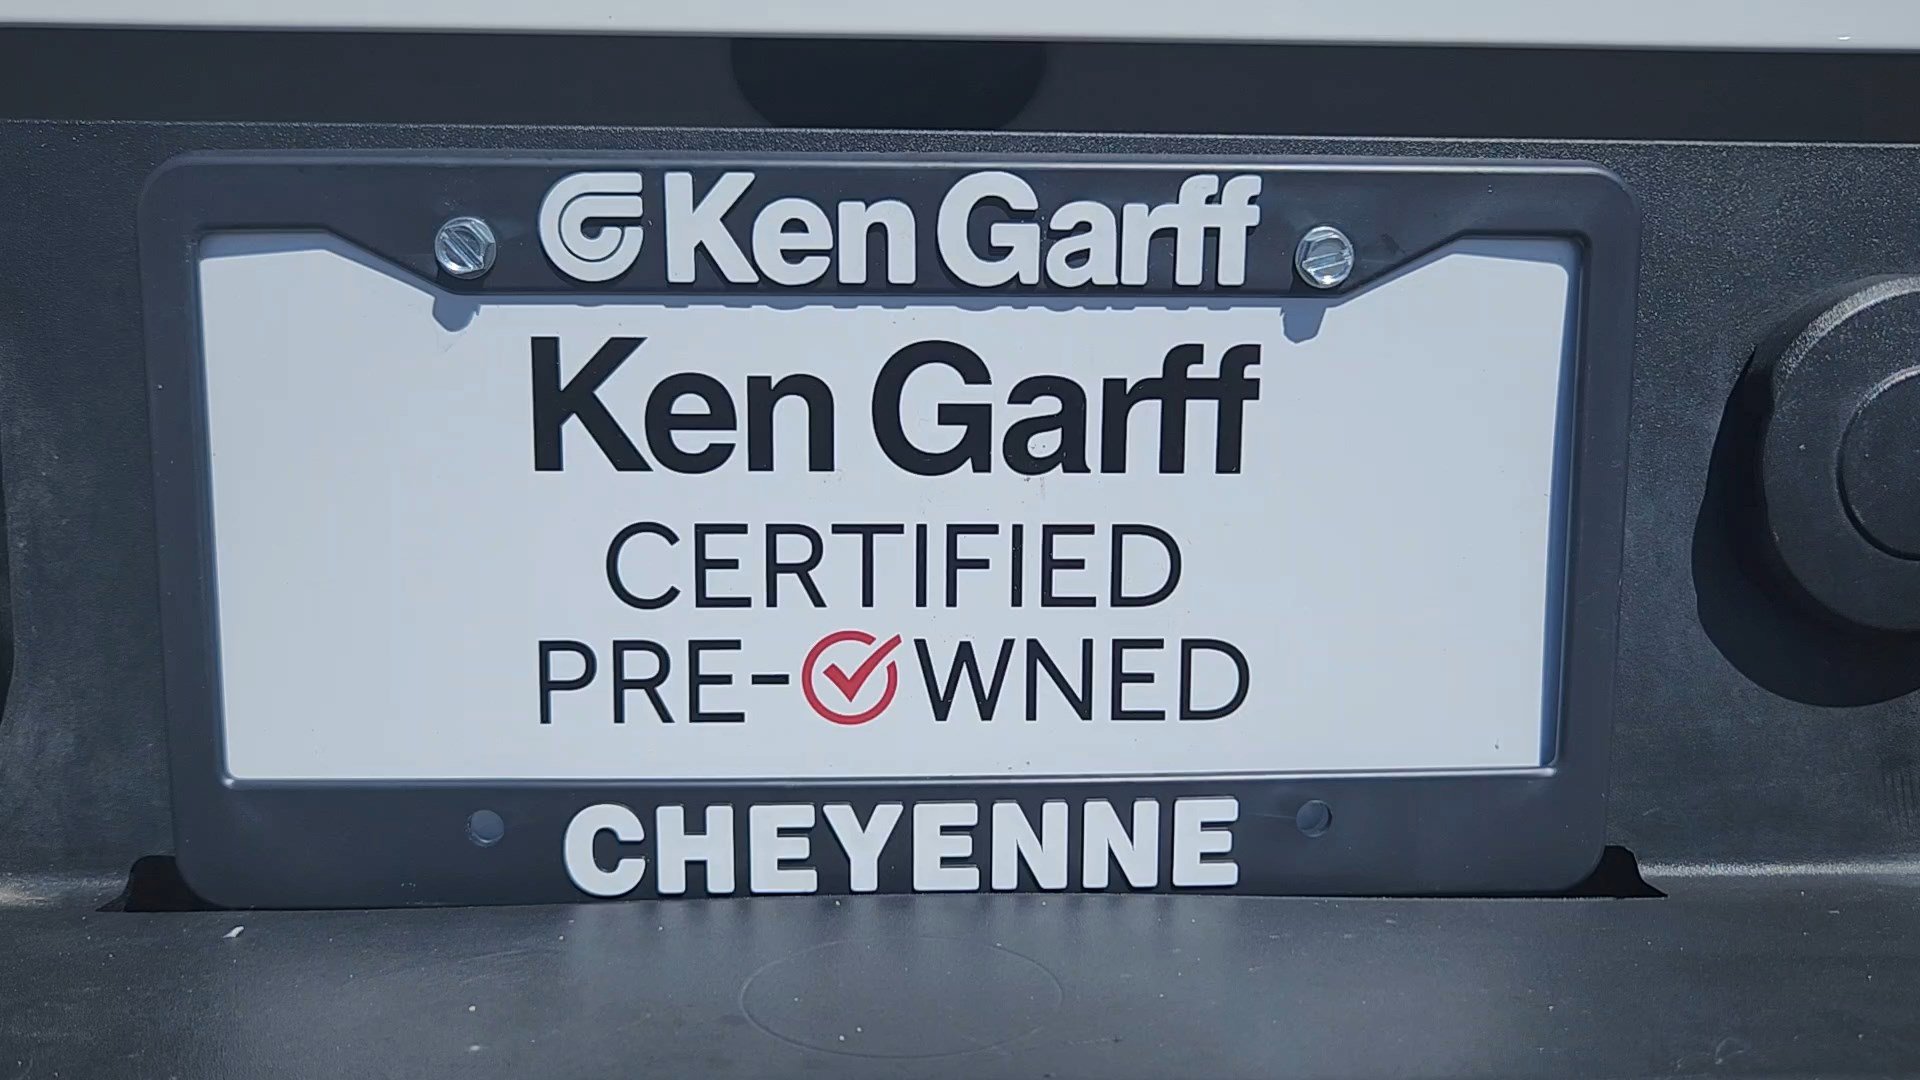 Ken Garff
Ken Garff
CERTIFIED
PRE-OWNED
CHEYENNE